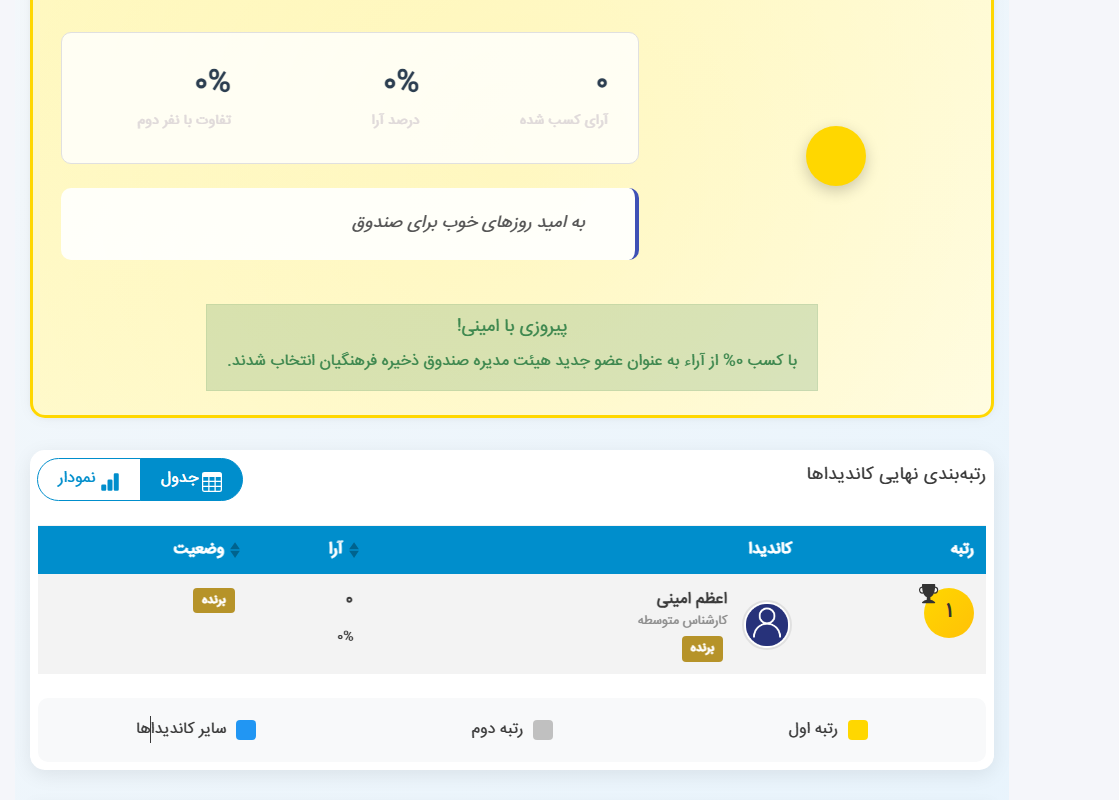 ۰ ۰% ۰%
آرای کسب شده درصد آرا تفاوت با نفر دوم
به امید روزهای خوب برای صندوق
پیروزی با امینی!
با کسب ۰% از آراء به عنوان عضو جدید هیئت مدیره صندوق ذخیره فرهنگیان انتخاب شدند.
رتبه‌بندی نهایی کاندیداها
جدول نمودار
رتبه کاندیدا آرا وضعیت
۱ اعظم امینی ۰ برنده
کارشناس متوسطه
برنده ۰%
رتبه اول رتبه دوم سایر کاندیداها